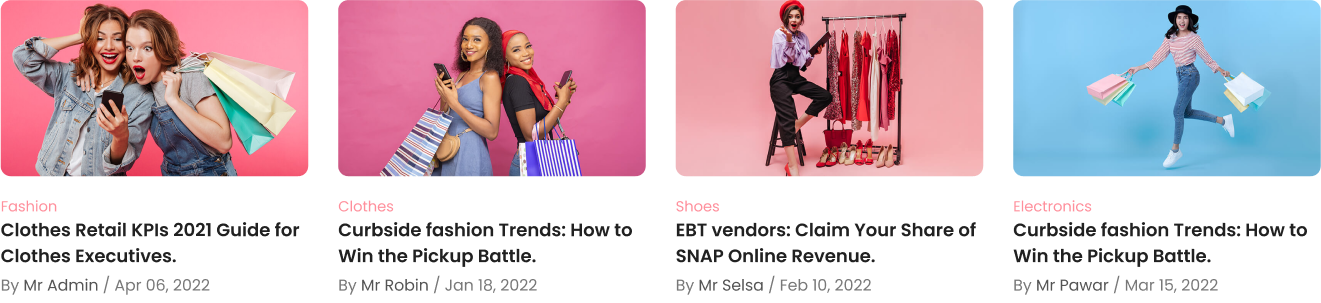 Fashion
Clothes Retail KPIs 2021 Guide for
Clothes Executives.
By Mr Admin / Apr 06, 2022
Clothes
Curbside fashion Trends: How to
Win the Pickup Battle.
By Mr Robin / Jan 18, 2022
Shoes
EBT vendors: Claim Your Share of
SNAP Online Revenue.
By Mr Selsa / Feb 10, 2022
Electronics
Curbside fashion Trends: How to
Win the Pickup Battle.
By Mr Pawar / Mar 15, 2022